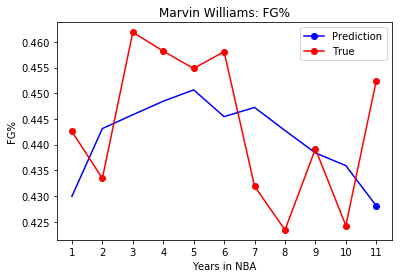 Marvin Williams: FG%
Prediction
True
0.460
0.455
0.450
0.445
0.440
0.435
0.430
0.425
FG%
1 2 3 4 5 6 7 8 9 10 11
Years in NBA